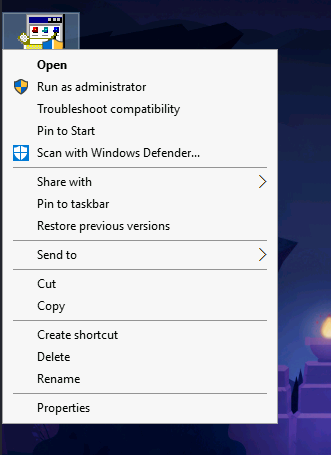 Open
Run as administrator
Troubleshoot compatibility
Pin to Start
Scan with Windows Defender...
Share with
Pin to taskbar
Restore previous versions
Send to
Cut
Copy
Create shortcut
Delete
Rename
Properties